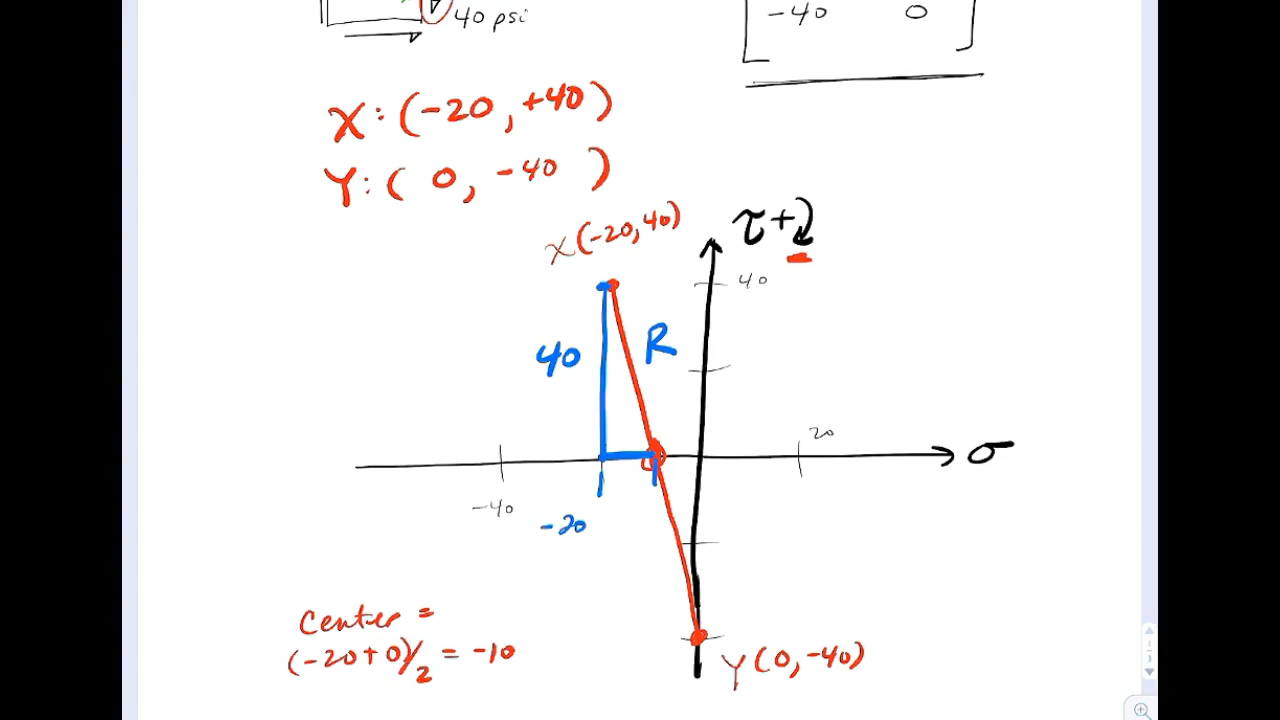 40 psi
-40 0
X: (-20, +40)
Y: ( 0, -40 )
X(-20, 40)
τ+
40
40
R
20
σ
-40
-20
Center =
(-20+0)/2 = -10
Y(0, -40)